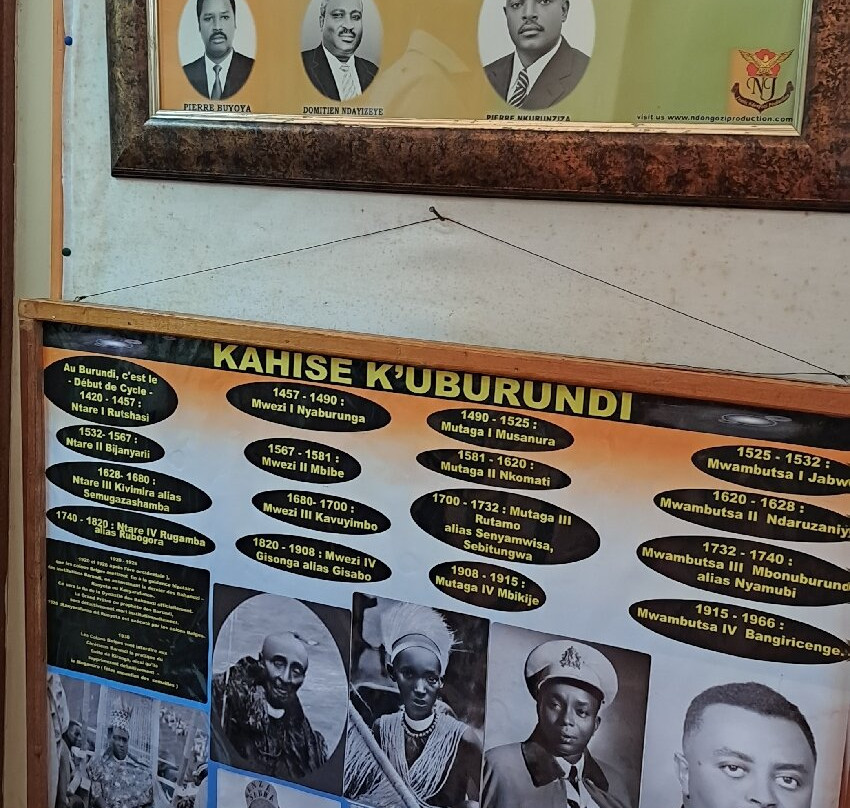 PIERRE BUYOYA
DOMITIEN NDAYIZEYE
PIERRE NKURUNZIZA
NJ
visit us www.ndongoziproduction.com
KAHISE K'UBURUNDI
Au Burundi, c'est le
- Début de Cycle -
1420 - 1457 :
Ntare I Rutshasi
1457 - 1490 :
Mwezi I Nyaburunga
1490 - 1525 :
Mutaga I Musanura
1525 - 1532 :
Mwambutsa I Jabw
1532- 1567 :
Ntare II Bijanyarii
1567 - 1581 :
Mwezi II Mbibe
1581 - 1620 :
Mutaga II Nkomati
1620 - 1628 :
Mwambutsa II Ndaruzaniy
1628- 1680 :
Ntare III Kivimira alias
Semugazashamba
1680- 1700 :
Mwezi III Kavuyimbo
1700 - 1732 : Mutaga III
Rutamo
alias Senyamwisa,
Sebitungwa
1732 - 1740 :
Mwambutsa III Mbonuburund
alias Nyamubi
1740 - 1820 : Ntare IV Rugamba
alias Rubogora
1820 - 1908 : Mwezi IV
Gisonga alias Gisabo
1908 - 1915 :
Mutaga IV Mbikije
1915 - 1966 :
Mwambutsa IV Bangiricenge.